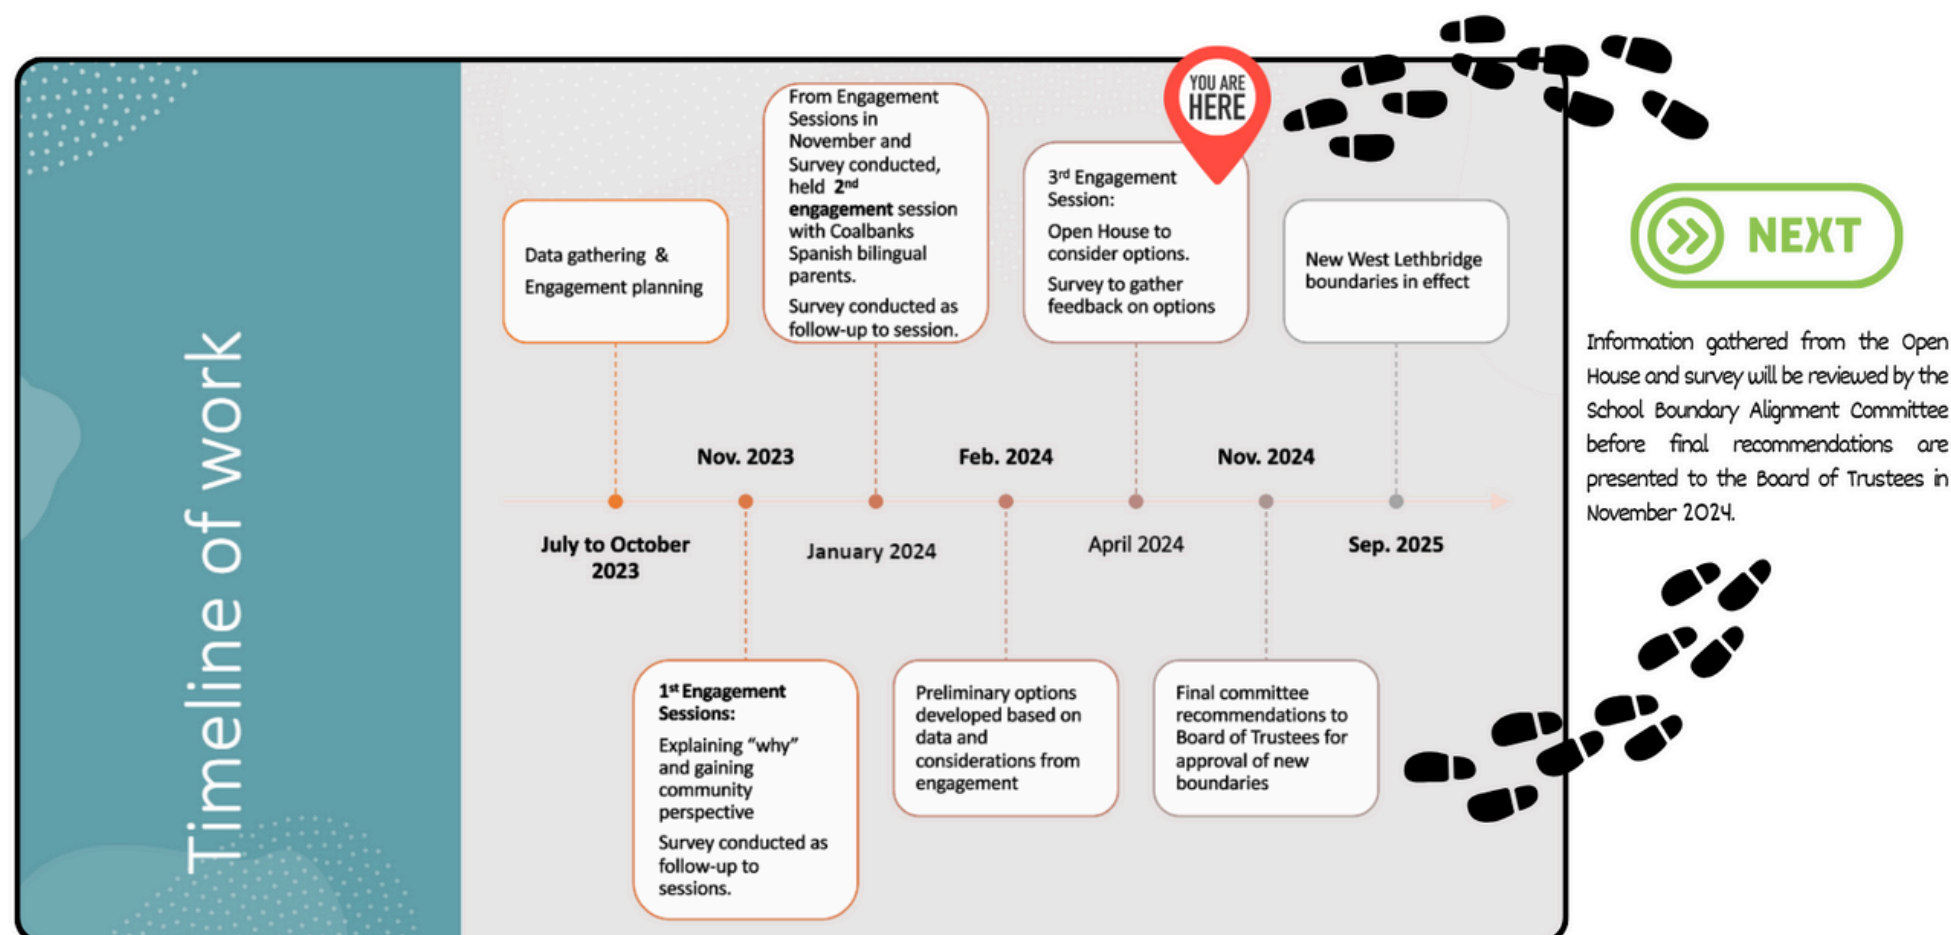 Timeline of work
Data gathering &
Engagement planning
July to October
2023
Nov. 2023
1st Engagement
Sessions:
Explaining “why”
and gaining
community
perspective
Survey conducted as
follow-up to
sessions.
From Engagement
Sessions in
November and
Survey conducted,
held 2nd
engagement session
with Coalbanks
Spanish bilingual
parents.
Survey conducted as
follow-up to session.
January 2024
Feb. 2024
Preliminary options
developed based on
data and
considerations from
engagement
YOU ARE
HERE
3rd Engagement
Session:
Open House to
consider options.
Survey to gather
feedback on options
April 2024
Nov. 2024
Final committee
recommendations to
Board of Trustees for
approval of new
boundaries
New West Lethbridge
boundaries in effect
Sep. 2025
NEXT
Information gathered from the Open
House and survey will be reviewed by the
School Boundary Alignment Committee
before final recommendations are
presented to the Board of Trustees in
November 2024.